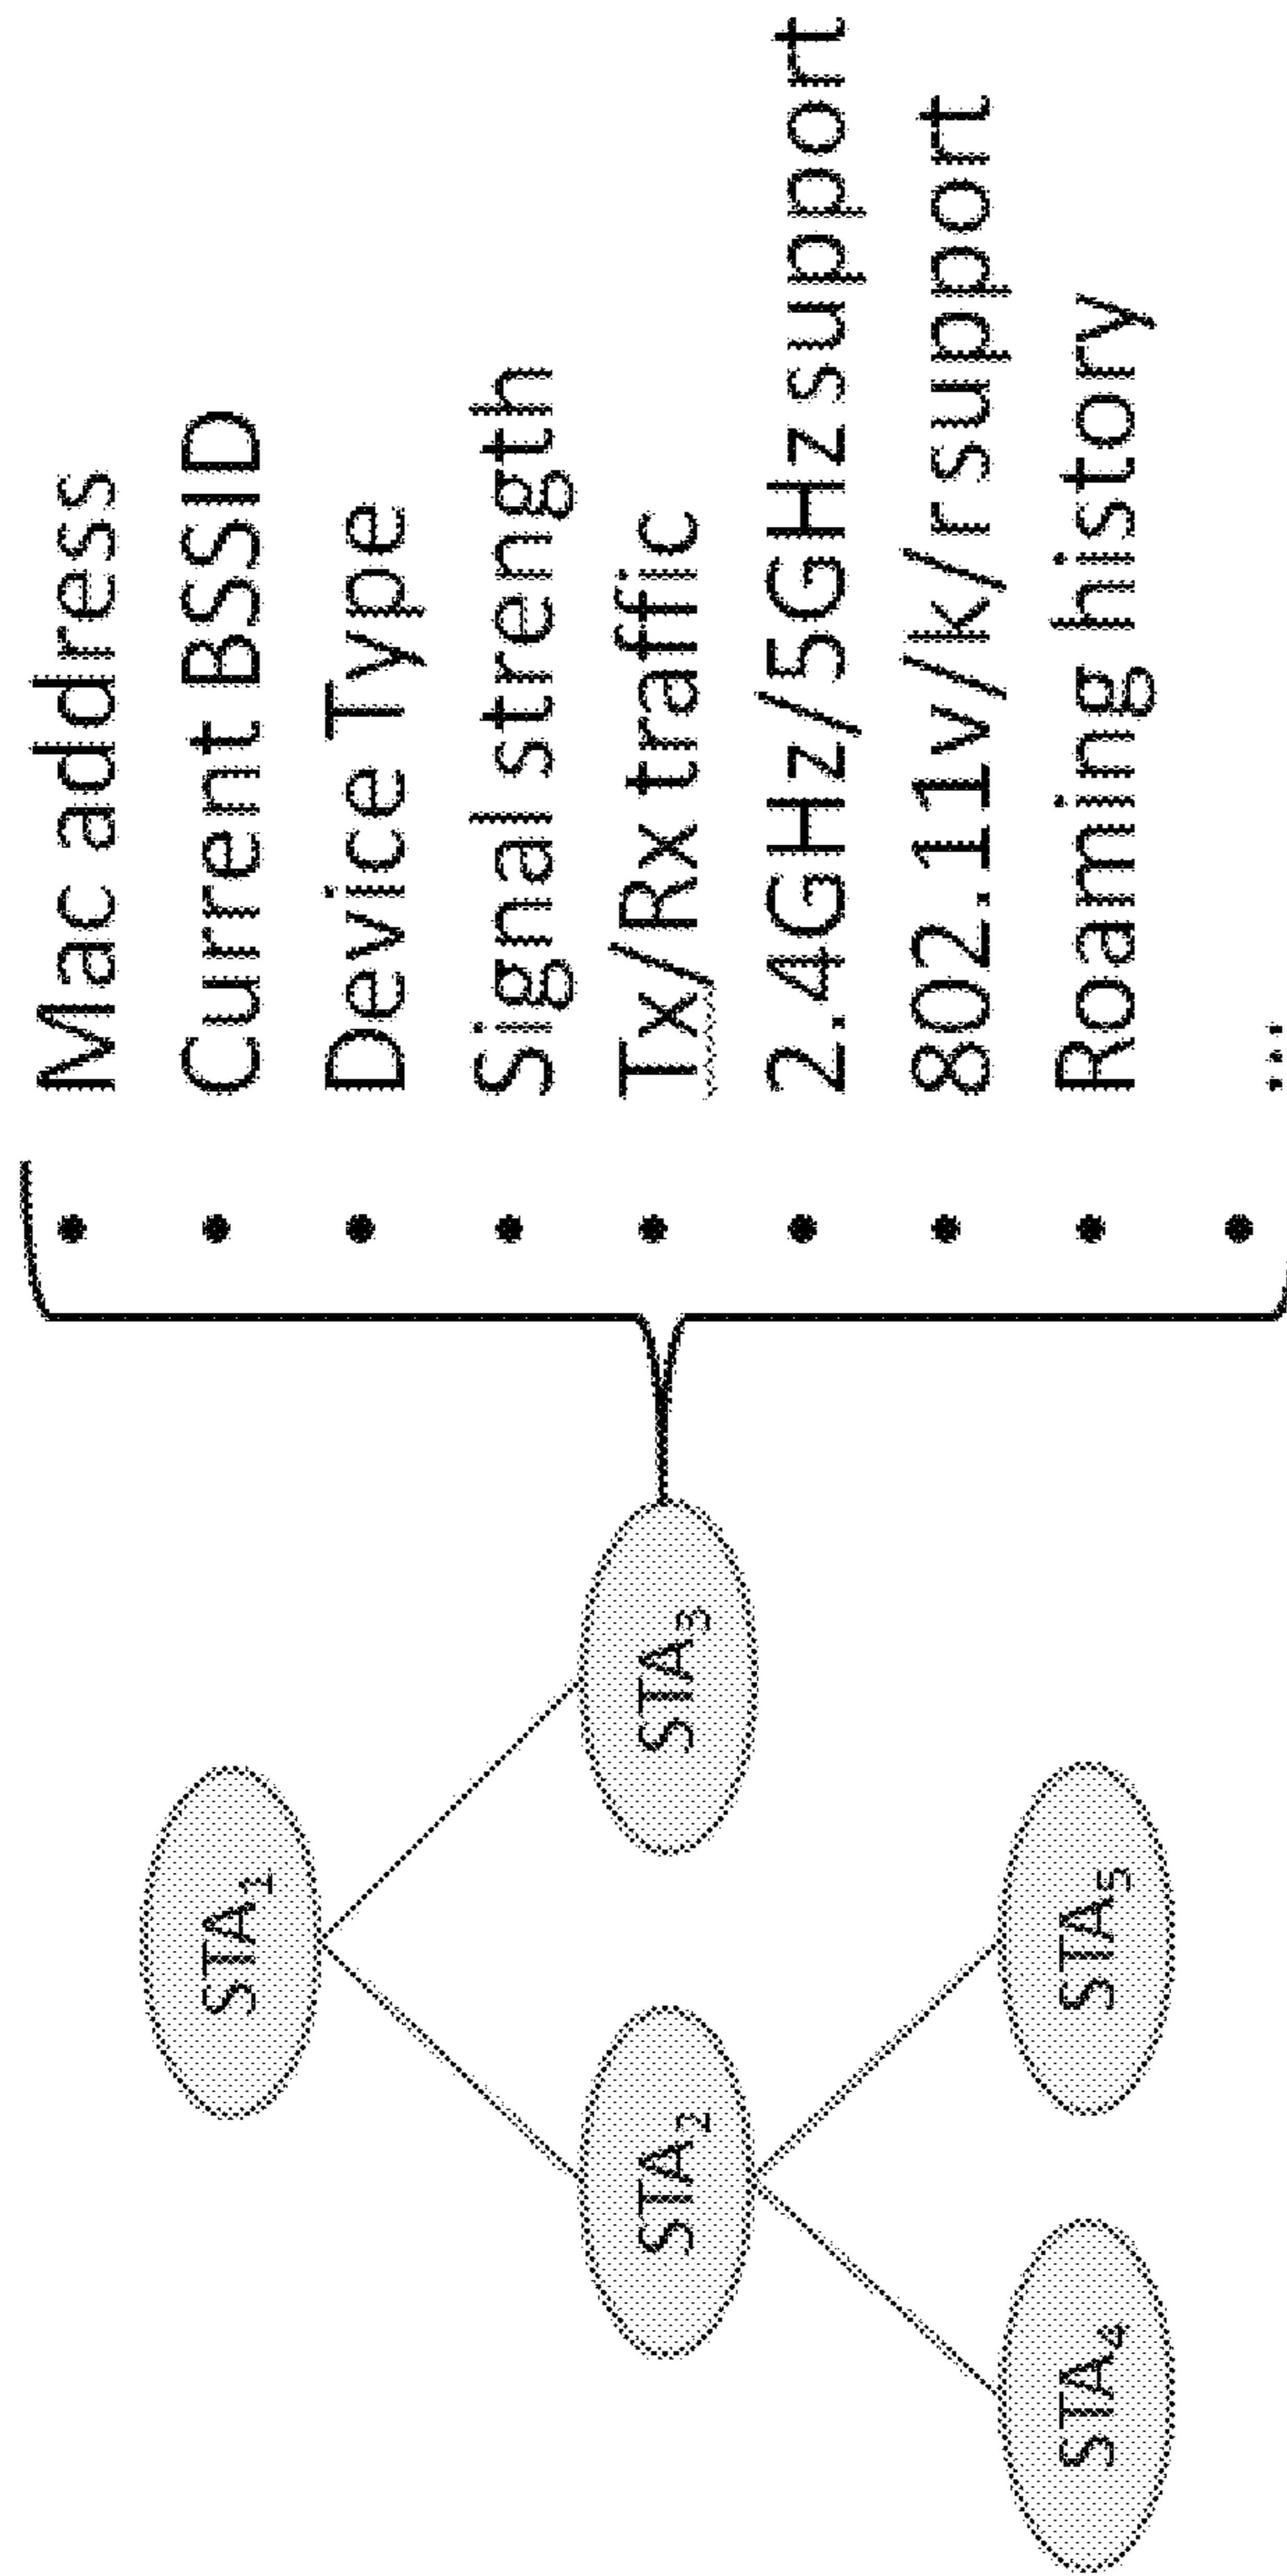 STA1
STA2
STA3
STA4
STA5
• Mac address
• Current BSSID
• Device Type
• Signal strength
• Tx/Rx traffic
• 2.4GHz/5GHz support
• 802.11v/k/r support
• Roaming history
• ...